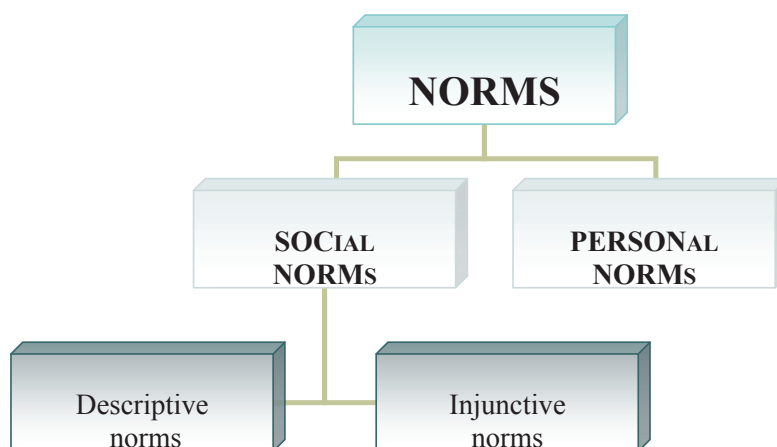 NORMS
SOCIAL
NORMS
PERSONAL
NORMS
Descriptive
norms
Injunctive
norms